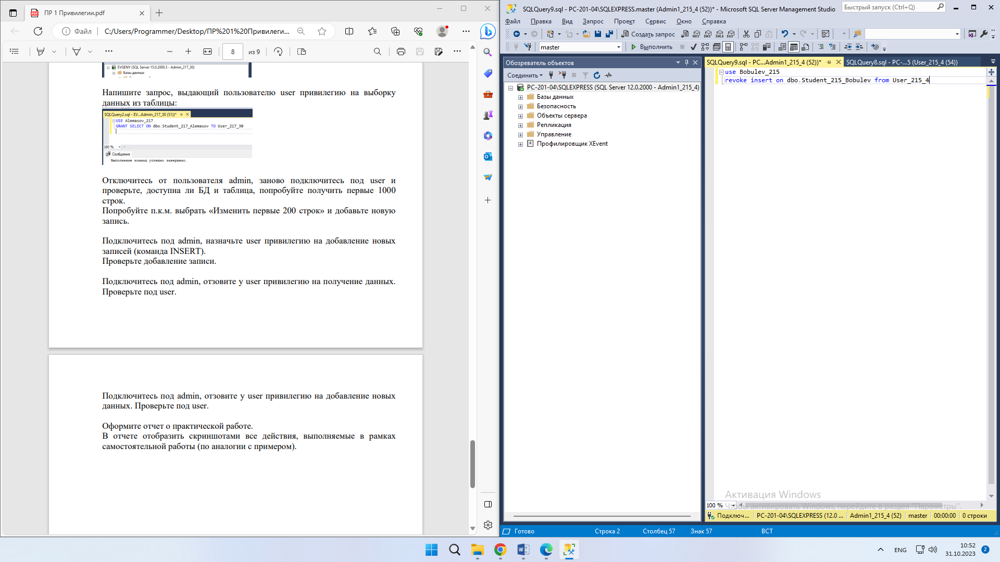 ПР 1 Привилегии.pdf
Файл
C:/Users/Programmer/Desktop/ПР%201%20Привилеги...
8
из 9
EVGENY (SQL Server 15.0.2000.5 - Admin_217_30)
Базы данных
Напишите запрос, выдающий пользователю user привилегию на выборку
данных из таблицы:
SQLQuery2.sql - EV...Admin_217_30 (51))*
USE Alemasov_217
GRANT SELECT ON dbo.Student_217_Alemasov TO User_217_30
100 %
Сообщения
Выполнение команд успешно завершено.
Отключитесь от пользователя admin, заново подключитесь под user и
проверьте, доступна ли БД и таблица, попробуйте получить первые 1000
строк.
Попробуйте п.к.м. выбрать «Изменить первые 200 строк» и добавьте новую
запись.
Подключитесь под admin, назначьте user привилегию на добавление новых
записей (команда INSERT).
Проверьте добавление записи.
Подключитесь под admin, отзовите у user привилегию на получение данных.
Проверьте под user.
Подключитесь под admin, отзовите у user привилегию на добавление новых
данных. Проверьте под user.
Оформите отчет о практической работе.
В отчете отобразить скриншотами все действия, выполняемые в рамках
самостоятельной работы (по аналогии с примером).
SQLQuery9.sql - PC-201-04\SQLEXPRESS.master (Admin1_215_4 (52))* - Microsoft SQL Server Management Studio
Быстрый запуск (Ctrl+Q)
Файл Правка Вид Запрос Проект Сервис Окно Справка
Создать запрос
MDX DMX XMLA DAX
master
Выполнить
Обозреватель объектов
Соединить
PC-201-04\SQLEXPRESS (SQL Server 12.0.2000 - Admin1_215_4)
Базы данных
Безопасность
Объекты сервера
Репликация
Управление
Профилировщик XEvent
SQLQuery9.sql - PC...Admin1_215_4 (52))*
SQLQuery8.sql - PC-...5 (User_215_4 (54))
use Bobulev_215
revoke insert on dbo.Student_215_Bobulev from User_215_4
Активация Windows
Чтобы активировать Windows, перейдите в раздел "Параметры".
100 %
Подключ...
PC-201-04\SQLEXPRESS (12.0 ...
Admin1_215_4 (52)
master
00:00:00
0 строки
Готово
Строка 2
Столбец 57
Знак 57
ВСТ
ENG
10:52
31.10.2023
2